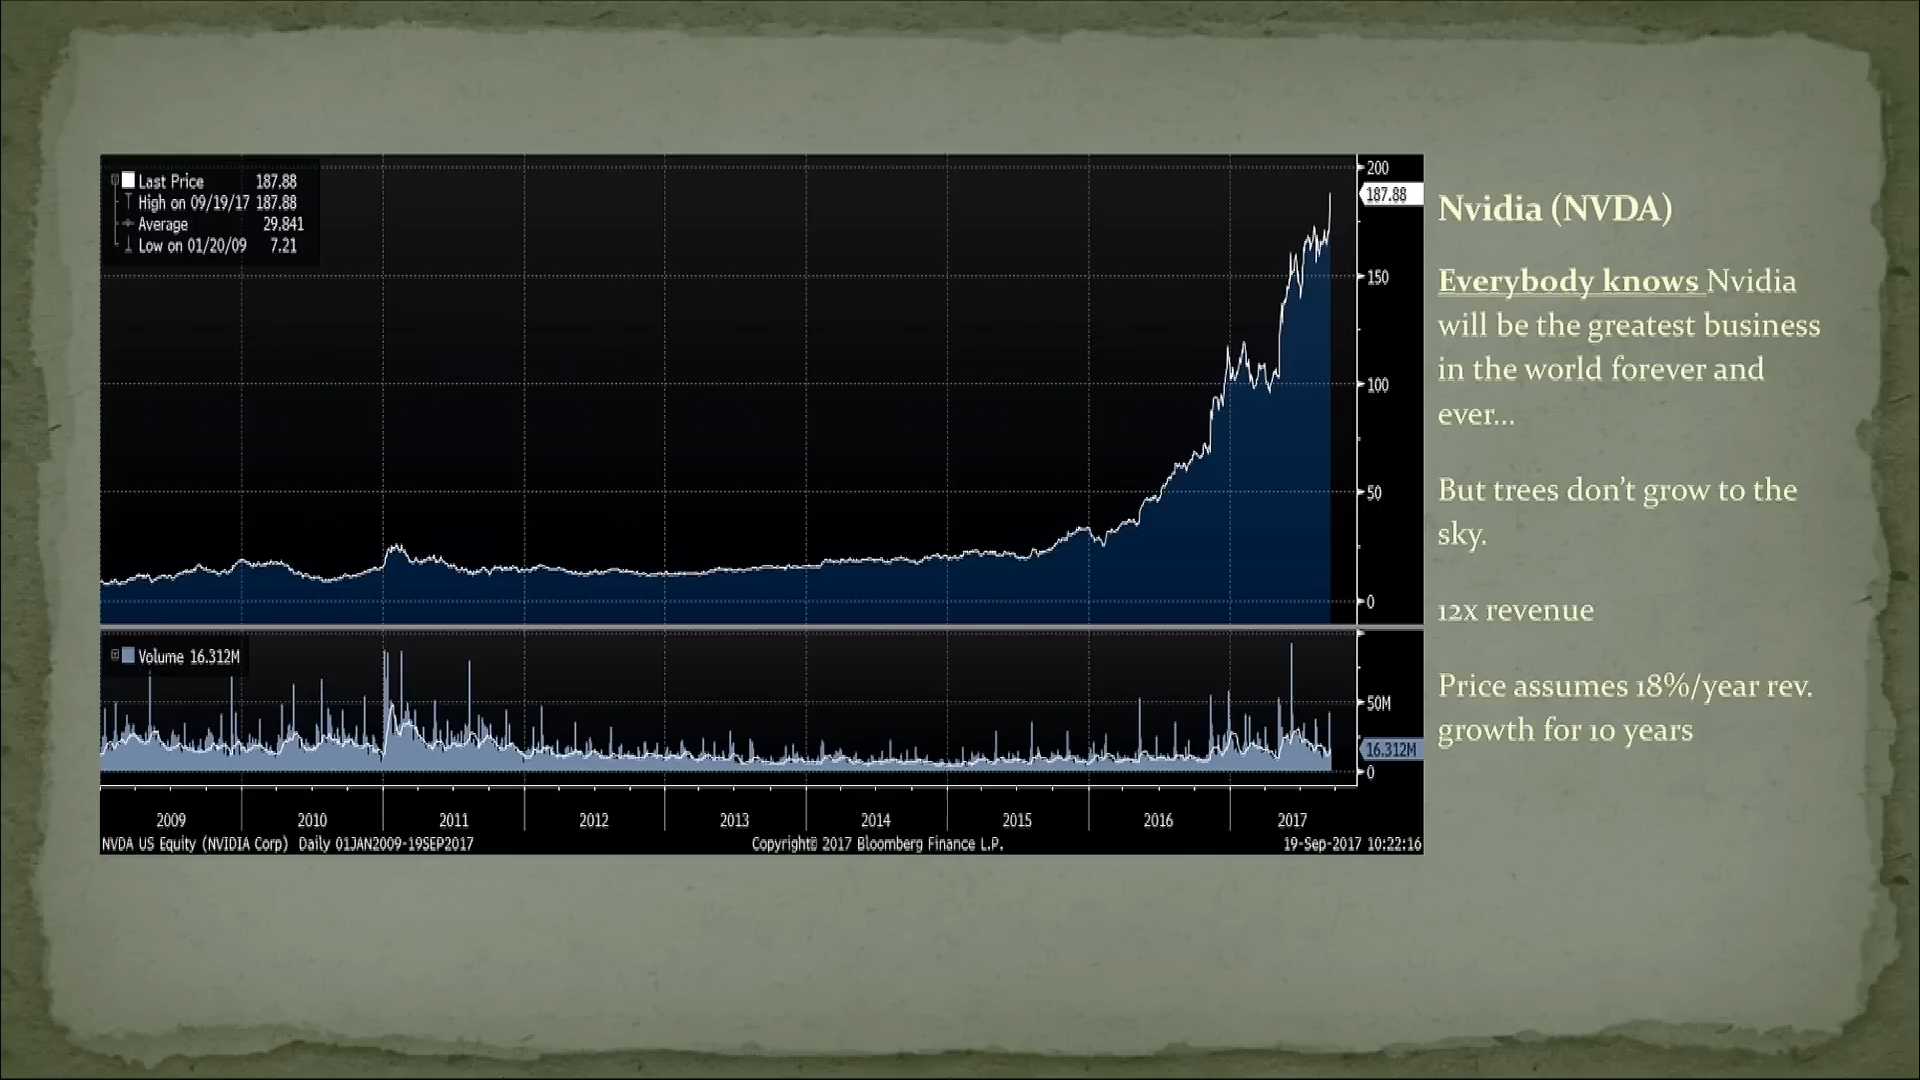 Last Price 187.88
High on 09/19/17 187.88
Average 29.841
Low on 01/20/09 7.21
200
187.88
150
100
50
0
Volume 16.312M
50M
16.312M
0
2009 2010 2011 2012 2013 2014 2015 2016 2017
NVDA US Equity (NVIDIA Corp) Daily 01JAN2009-19SEP2017 Copyright© 2017 Bloomberg Finance L.P. 19-Sep-2017 10:22:16
Nvidia (NVDA)
Everybody knows Nvidia
will be the greatest business
in the world forever and
ever...
But trees don't grow to the
sky.
12x revenue
Price assumes 18%/year rev.
growth for 10 years